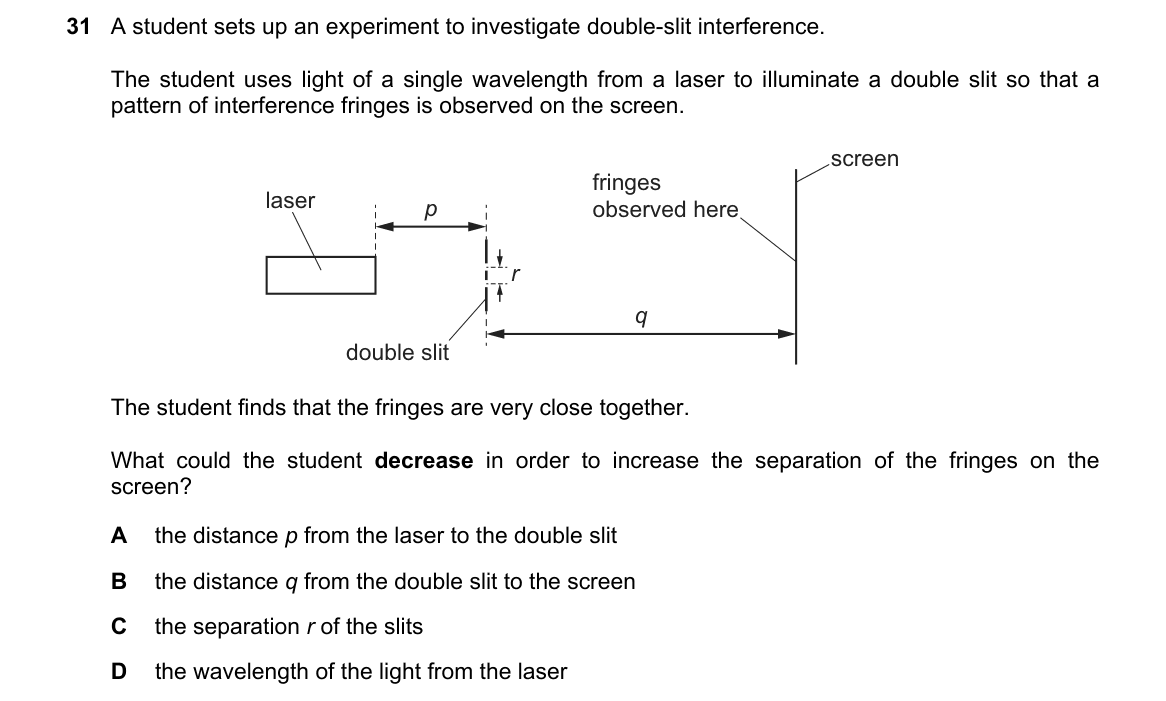 31 A student sets up an experiment to investigate double-slit interference.
The student uses light of a single wavelength from a laser to illuminate a double slit so that a
pattern of interference fringes is observed on the screen.
screen
fringes
observed here
laser
p
r
q
double slit
The student finds that the fringes are very close together.
What could the student decrease in order to increase the separation of the fringes on the
screen?
A the distance p from the laser to the double slit
B the distance q from the double slit to the screen
C the separation r of the slits
D the wavelength of the light from the laser